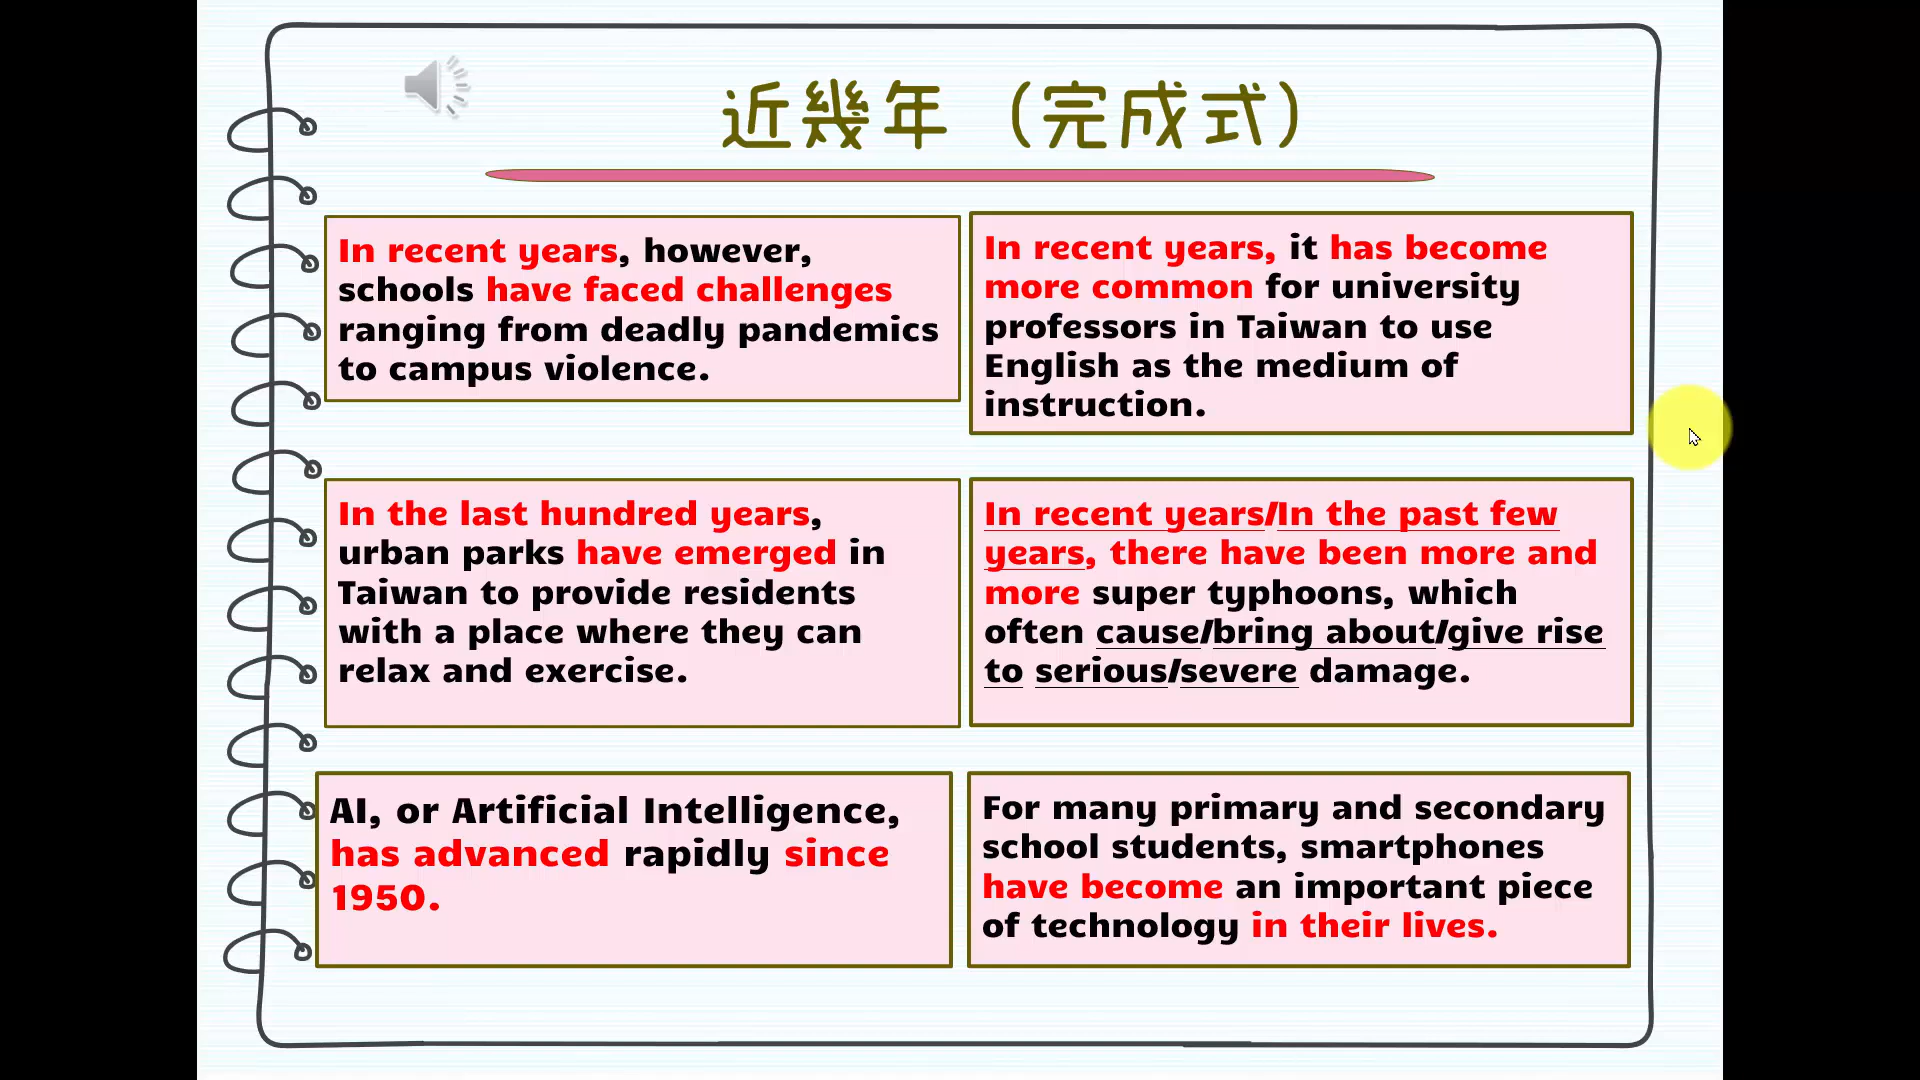 近幾年（完成式）
In recent years, however,
schools have faced challenges
ranging from deadly pandemics
to campus violence.
In recent years, it has become
more common for university
professors in Taiwan to use
English as the medium of
instruction.
In the last hundred years,
urban parks have emerged in
Taiwan to provide residents
with a place where they can
relax and exercise.
In recent years/In the past few
years, there have been more and
more super typhoons, which
often cause/bring about/give rise
to serious/severe damage.
AI, or Artificial Intelligence,
has advanced rapidly since
1950.
For many primary and secondary
school students, smartphones
have become an important piece
of technology in their lives.